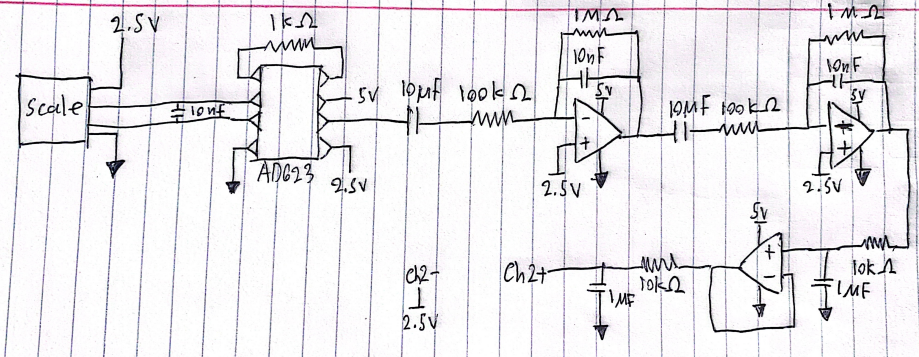 2.5V
1kΩ
Scale
10nf
5V
AD623
2.5V
10μF
100kΩ
1MΩ
10nF
5V
-
+
2.5V
10μF
100kΩ
1MΩ
10nF
5V
+
2.5V
10kΩ
1MF
5V
+
-
10kΩ
1MF
Ch2+
Ch2-
2.5V